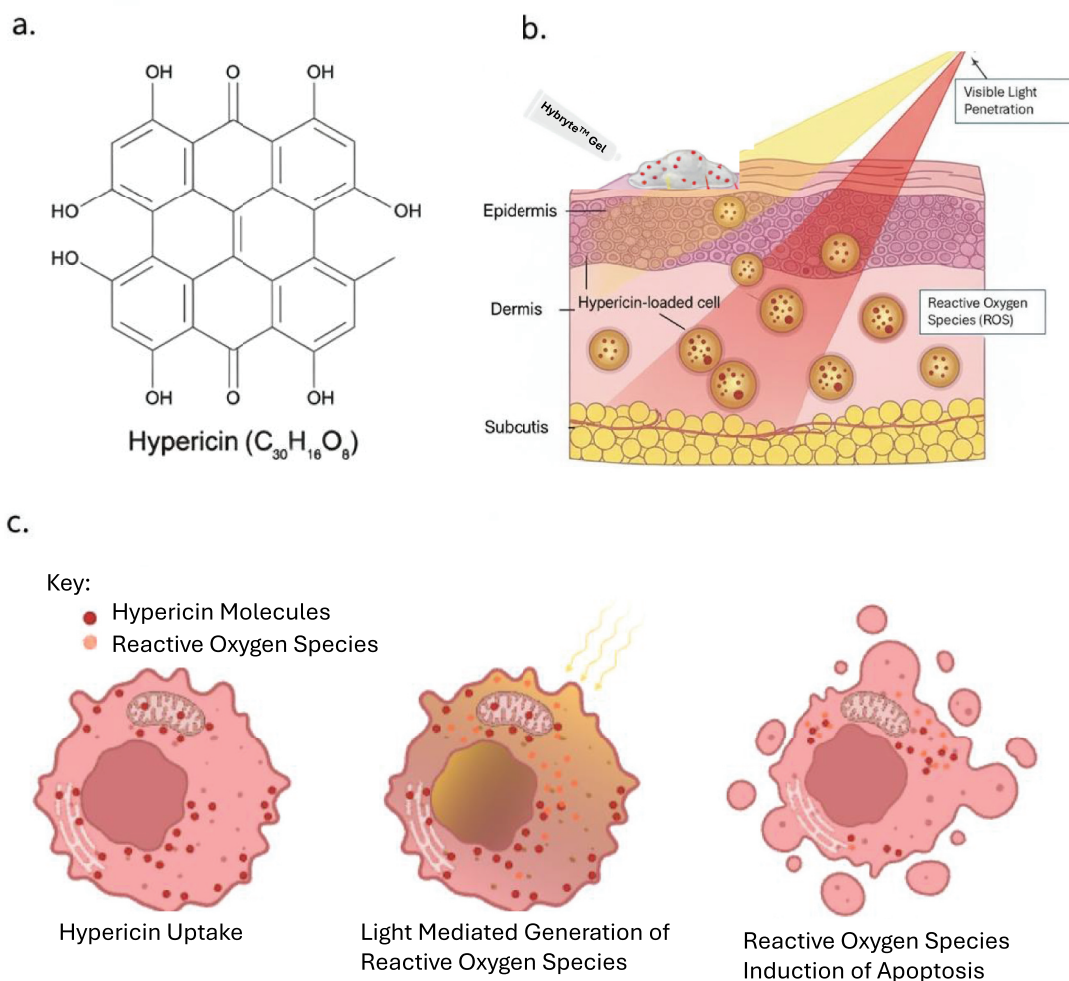 a.
OH
O
OH
HO
OH
HO
OH
O
OH
Hypericin (C₃₀H₁₆O₈)
b.
Hybryte™ Gel
Visible Light
Penetration
Epidermis
Dermis
Hypericin-loaded cell
Reactive Oxygen
Species (ROS)
Subcutis
c.
Key:
Hypericin Molecules
Reactive Oxygen Species
Hypericin Uptake
Light Mediated Generation of
Reactive Oxygen Species
Reactive Oxygen Species
Induction of Apoptosis